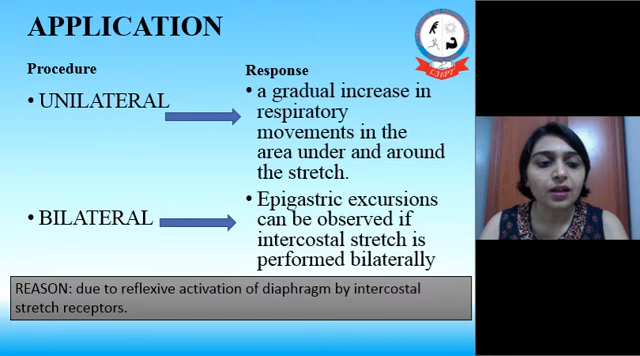 APPLICATION
Procedure
• UNILATERAL
Response
• a gradual increase in
respiratory
movements in the
area under and around
the stretch.
• BILATERAL
• Epigastric excursions
can be observed if
intercostal stretch is
performed bilaterally
REASON: due to reflexive activation of diaphragm by intercostal
stretch receptors.